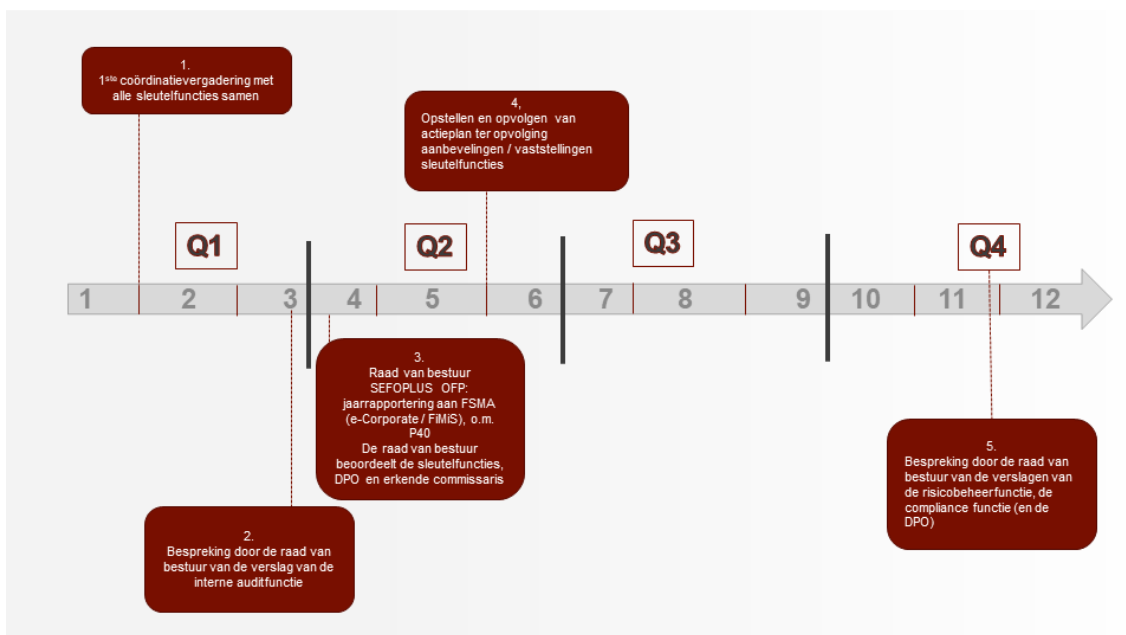 1.
1ste coördinatievergadering met
alle sleutelfuncties samen
4,
Opstellen en opvolgen van
actieplan ter opvolging
aanbevelingen / vaststellingen
sleutelfuncties
Q1
Q2
Q3
Q4
1 2 3 4 5 6 7 8 9 10 11 12
3.
Raad van bestuur
SEFOPLUS OFP:
jaarrapportering aan FSMA
(e-Corporate / FiMiS), o.m.
P40
De raad van bestuur
beoordeelt de sleutelfuncties,
DPO en erkende commissaris
5.
Bespreking door de raad van
bestuur van de verslagen van
de risicobeheerfunctie, de
compliance functie (en de
DPO)
2.
Bespreking door de raad van
bestuur van de verslag van de
interne auditfunctie